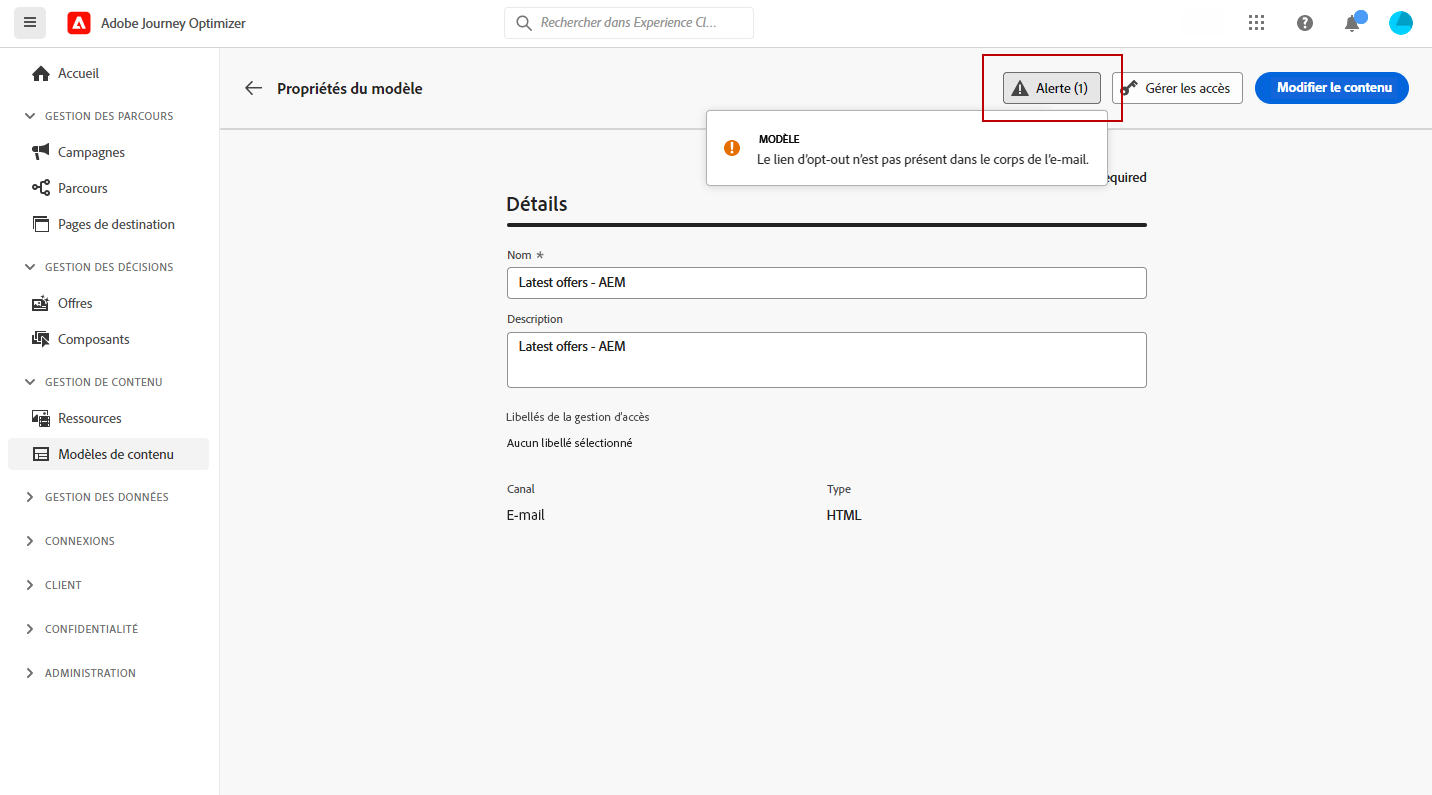 Adobe Journey Optimizer
Rechercher dans Experience Cl...
Accueil
GESTION DES PARCOURS
Campagnes
Parcours
Pages de destination
GESTION DES DÉCISIONS
Offres
Composants
GESTION DE CONTENU
Ressources
Modèles de contenu
GESTION DES DONNÉES
CONNEXIONS
CLIENT
CONFIDENTIALITÉ
ADMINISTRATION
Propriétés du modèle
Alerte (1)
Gérer les accès
Modifier le contenu
MODÈLE
Le lien d’opt-out n’est pas présent dans le corps de l’e-mail.
equired
Détails
Nom *
Latest offers - AEM
Description
Latest offers - AEM
Libellés de la gestion d’accès
Aucun libellé sélectionné
Canal
Type
E-mail
HTML